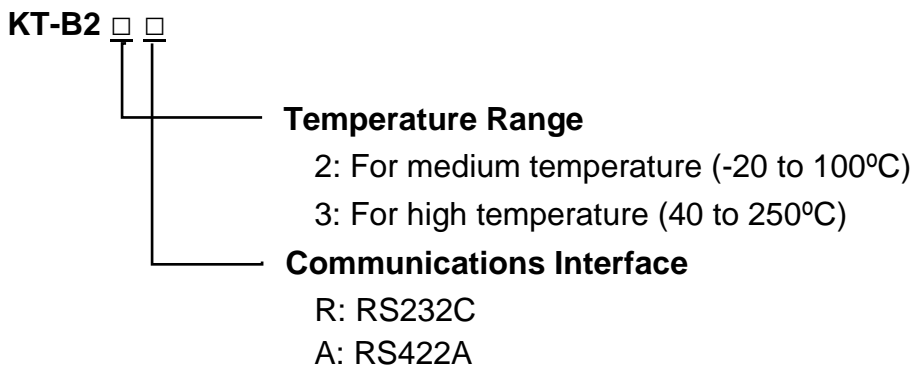 KT-B2 □ □
Temperature Range
2: For medium temperature (-20 to 100ºC)
3: For high temperature (40 to 250ºC)
Communications Interface
R: RS232C
A: RS422A